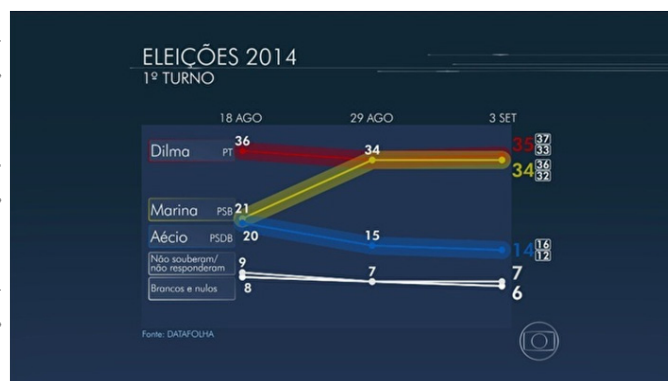 ELEIÇÕES 2014
1º TURNO
18 AGO 29 AGO 3 SET
Dilma PT 36 34 35 37 33
34 36 32
Marina PSB 21
Aécio PSDB 20 15 14 16 12
Não souberam/
não responderam 9 7 7
Brancos e nulos 8 6
Fonte: DATAFOLHA